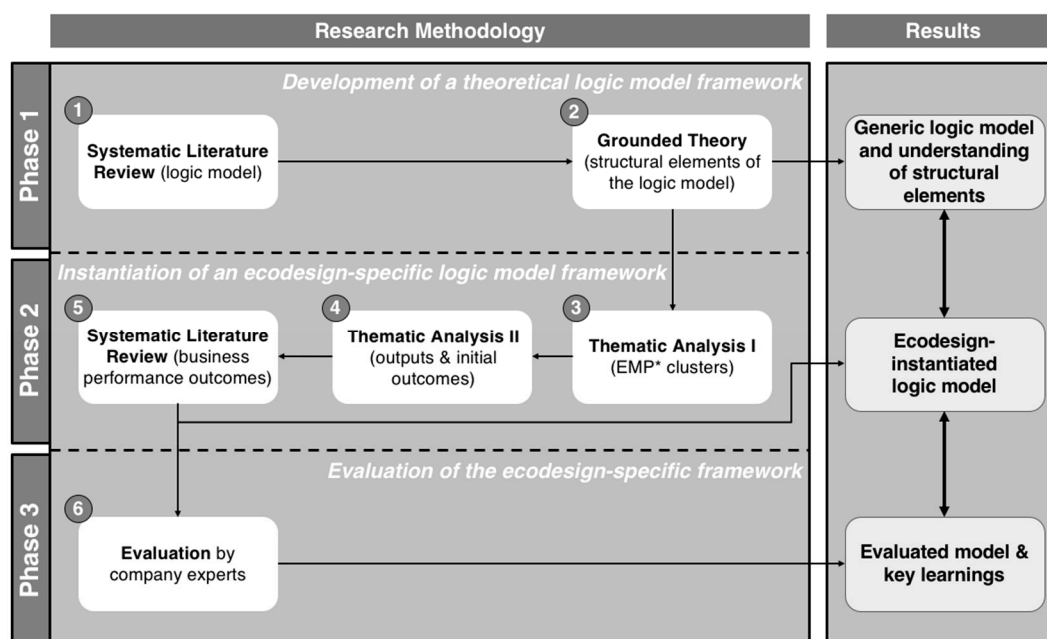 Research Methodology
Results
Phase 1
Development of a theoretical logic model framework
1
Systematic Literature
Review (logic model)
2
Grounded Theory
(structural elements of
the logic model)
Generic logic model
and understanding
of structural
elements
Phase 2
Instantiation of an ecodesign-specific logic model framework
5
Systematic Literature
Review (business
performance outcomes)
4
Thematic Analysis II
(outputs & initial
outcomes)
3
Thematic Analysis I
(EMP* clusters)
Ecodesign-
instantiated
logic model
Phase 3
Evaluation of the ecodesign-specific framework
6
Evaluation by
company experts
Evaluated model &
key learnings